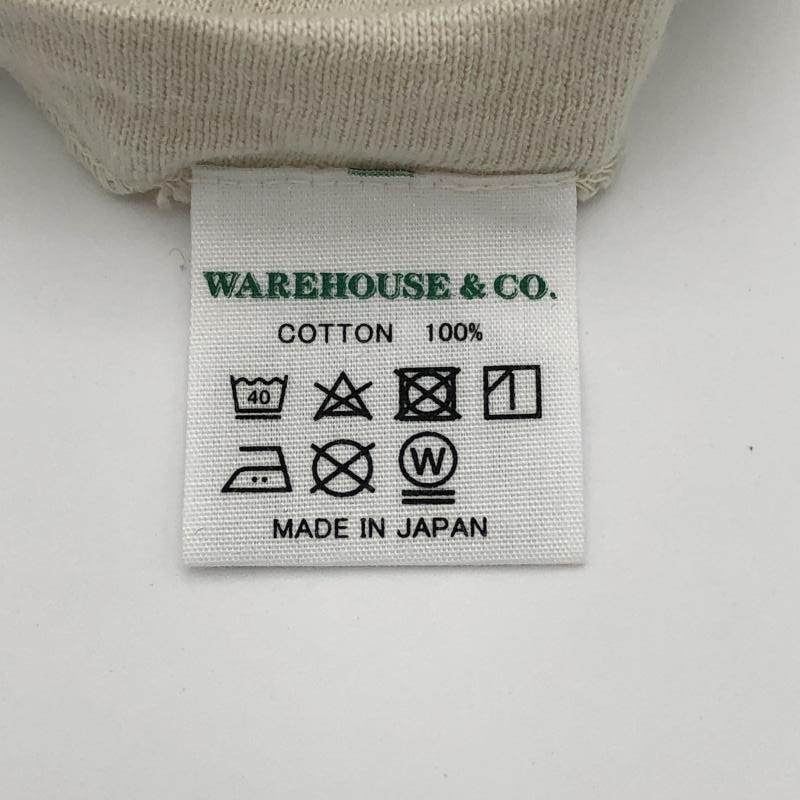 WAREHOUSE & CO.
COTTON 100%
40
W
MADE IN JAPAN